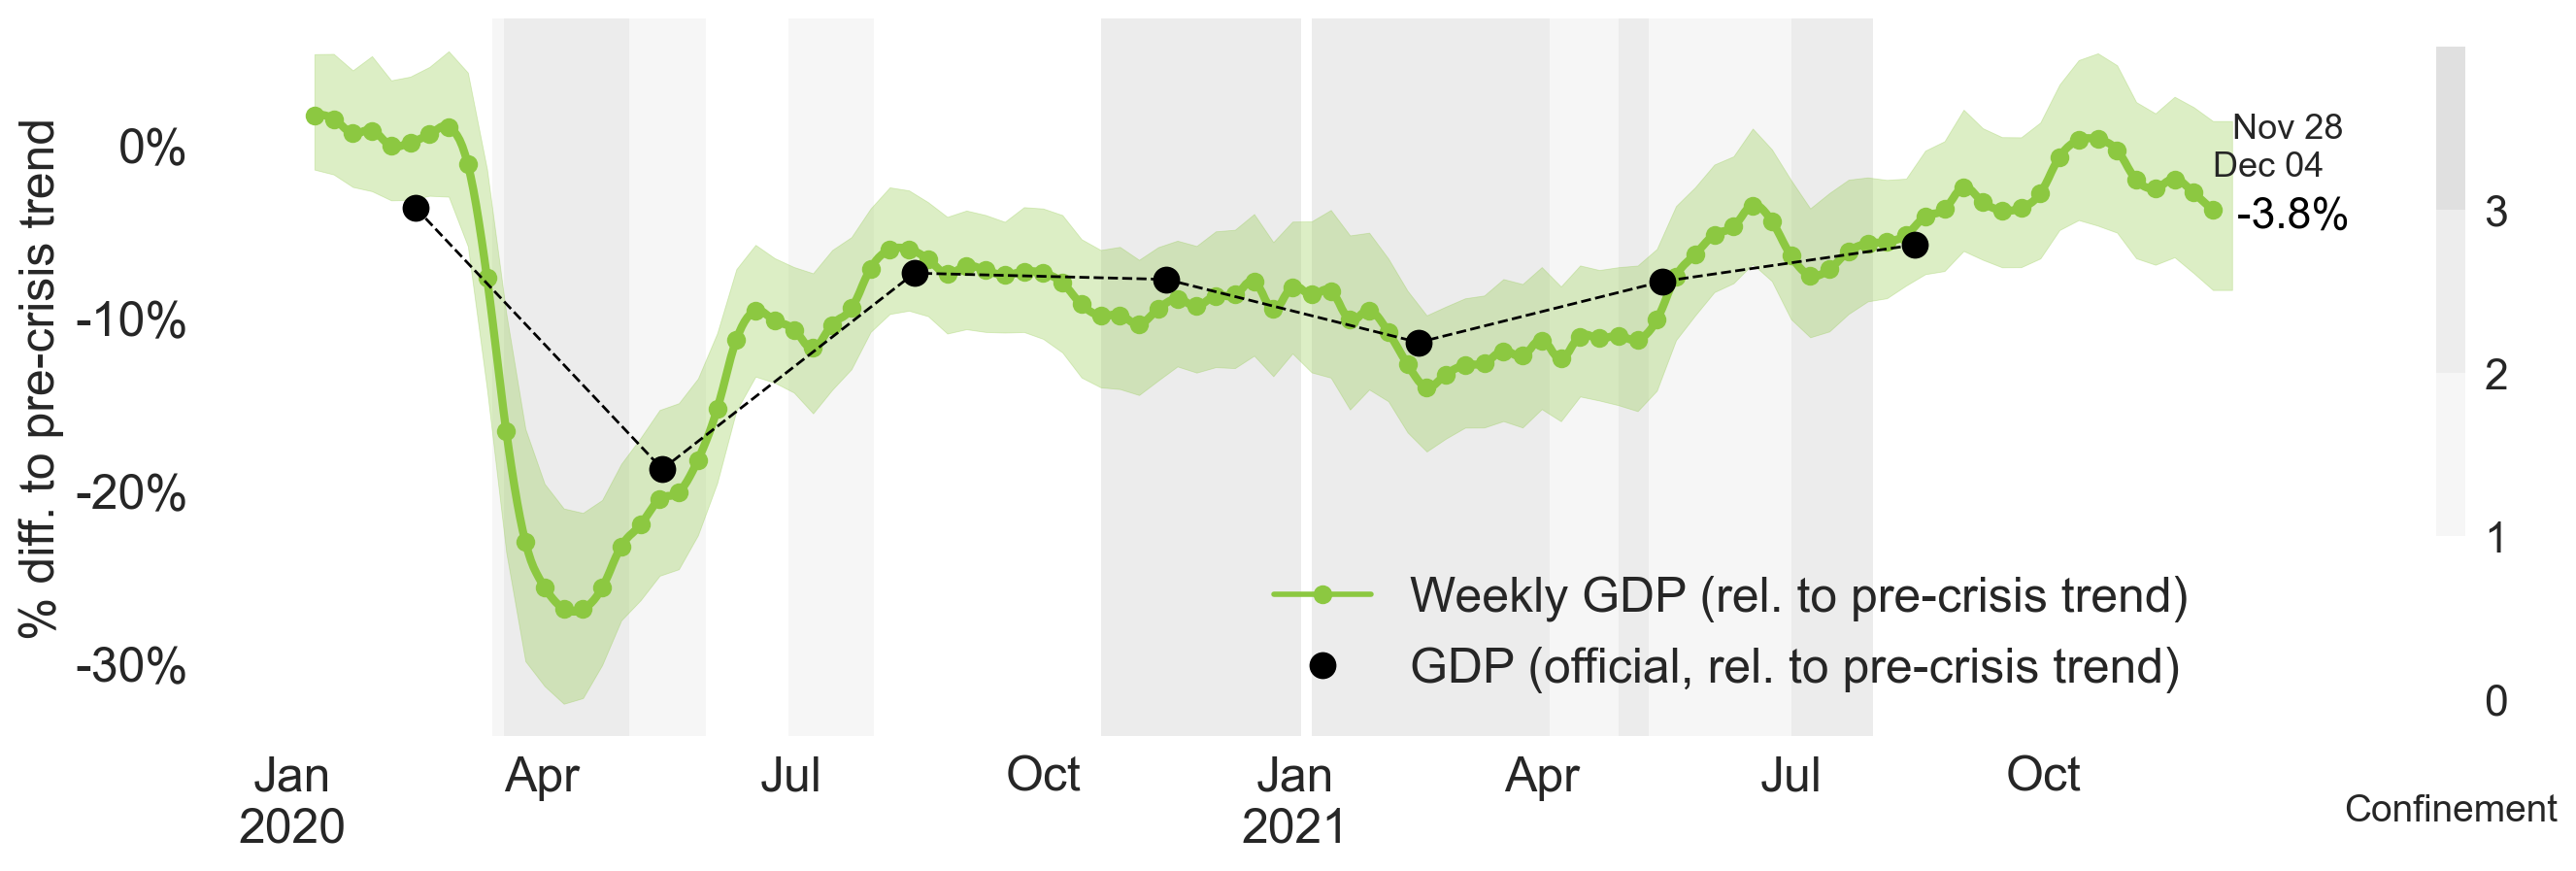 % diff. to pre-crisis trend
0%
-10%
-20%
-30%
Nov 28
Dec 04
-3.8%
Weekly GDP (rel. to pre-crisis trend)
GDP (official, rel. to pre-crisis trend)
Jan Apr Jul Oct Jan Apr Jul Oct
2020 2021
3
2
1
0
Confinement